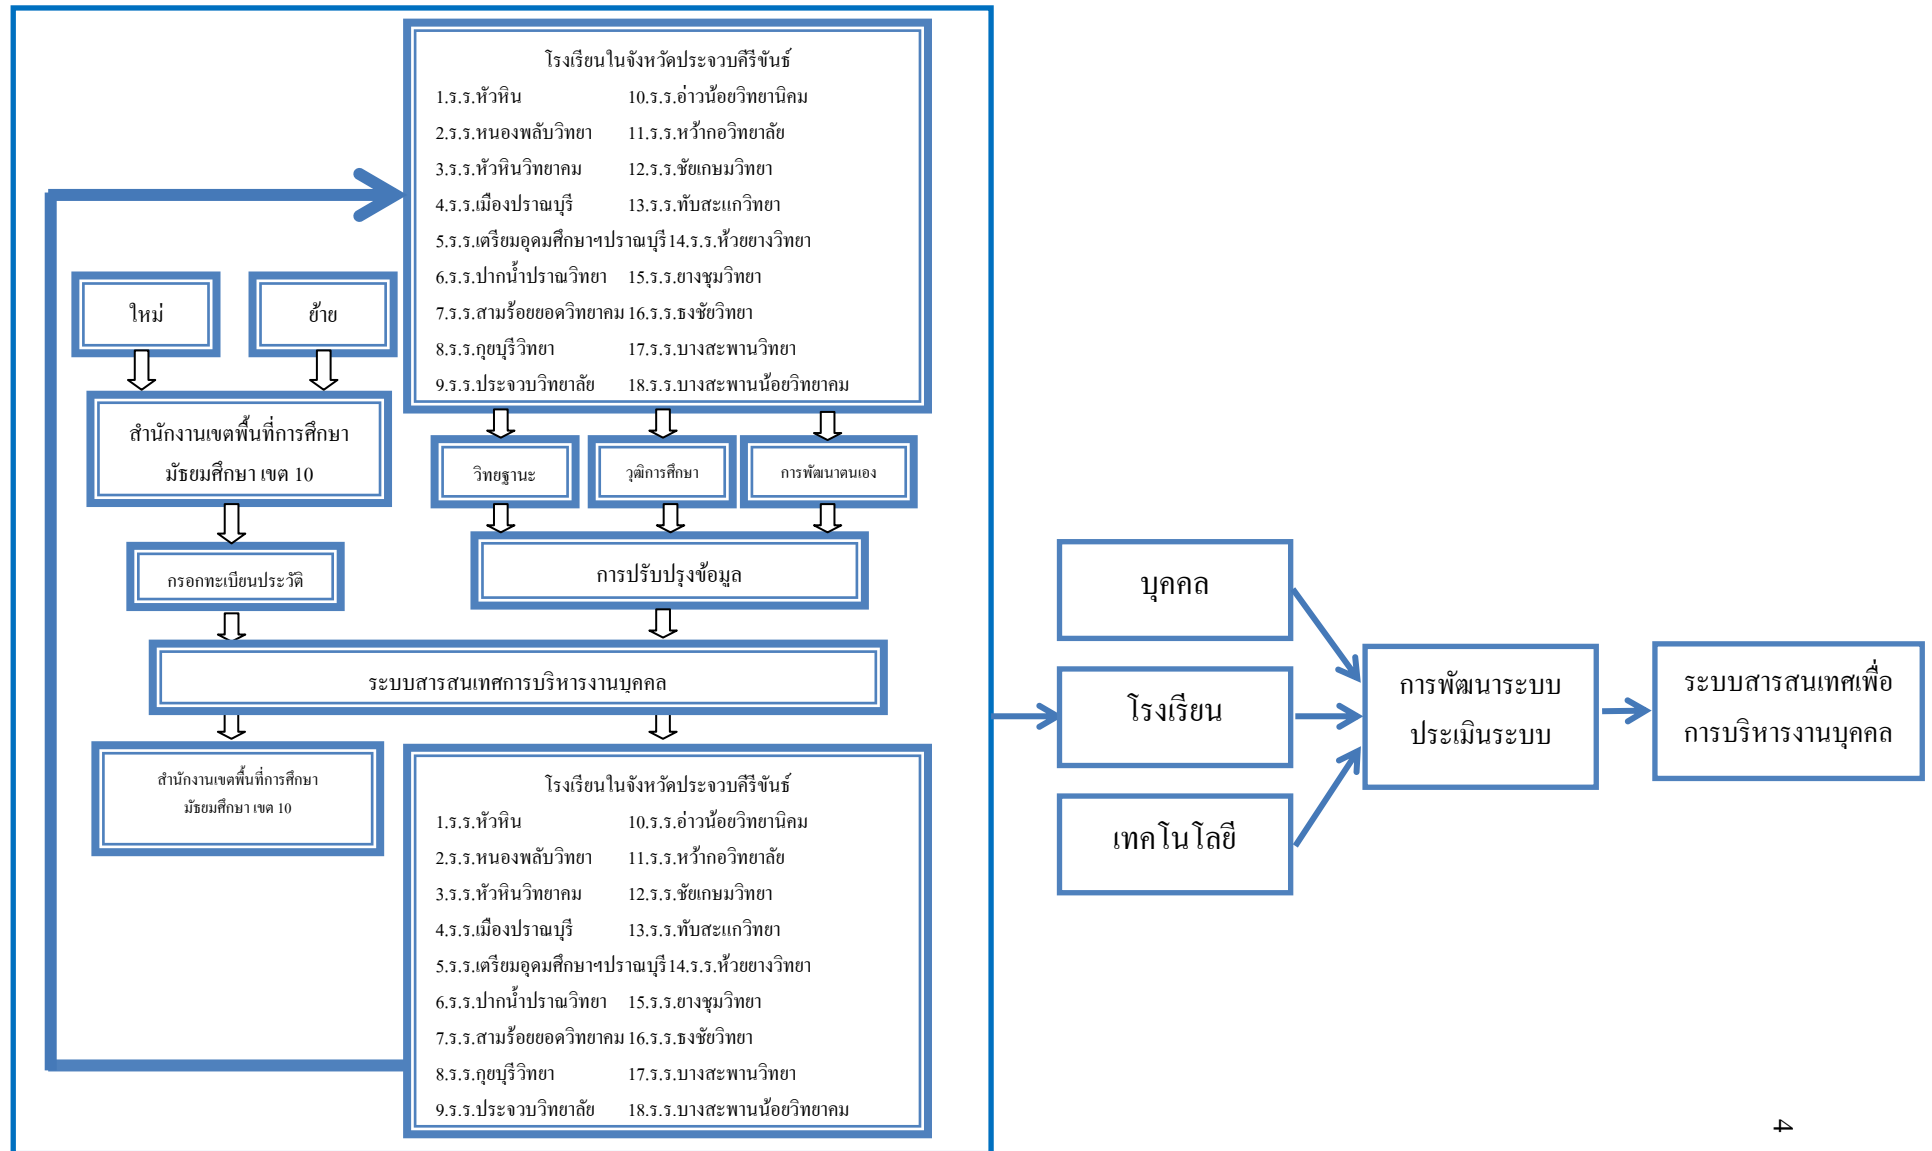 โรงเรียนในจังหวัดประจวบคีรีขันธ์
1.ร.ร.หัวหิน 10.ร.ร.อ่าวน้อยวิทยานิคม
2.ร.ร.หนองพลับวิทยา 11.ร.ร.หว้ากอวิทยาลัย
3.ร.ร.หัวหินวิทยาคม 12.ร.ร.ชัยเกษมวิทยา
4.ร.ร.เมืองปราณบุรี 13.ร.ร.ทับสะแกวิทยา
5.ร.ร.เตรียมอุดมศึกษาฯปราณบุรี14.ร.ร.ห้วยยางวิทยา
6.ร.ร.ปากน้ำปราณวิทยา 15.ร.ร.ยางชุมวิทยา
7.ร.ร.สามร้อยยอดวิทยาคม 16.ร.ร.ธงชัยวิทยา
8.ร.ร.กุยบุรีวิทยา 17.ร.ร.บางสะพานวิทยา
9.ร.ร.ประจวบวิทยาลัย 18.ร.ร.บางสะพานน้อยวิทยาคม
ใหม่
ย้าย
สำนักงานเขตพื้นที่การศึกษา
มัธยมศึกษา เขต 10
วิทยฐานะ
วุฒิการศึกษา
การพัฒนาตนเอง
กรอกทะเบียนประวัติ
การปรับปรุงข้อมูล
ระบบสารสนเทศการบริหารงานบุคคล
สำนักงานเขตพื้นที่การศึกษา
มัธยมศึกษา เขต 10
โรงเรียนในจังหวัดประจวบคีรีขันธ์
1.ร.ร.หัวหิน 10.ร.ร.อ่าวน้อยวิทยานิคม
2.ร.ร.หนองพลับวิทยา 11.ร.ร.หว้ากอวิทยาลัย
3.ร.ร.หัวหินวิทยาคม 12.ร.ร.ชัยเกษมวิทยา
4.ร.ร.เมืองปราณบุรี 13.ร.ร.ทับสะแกวิทยา
5.ร.ร.เตรียมอุดมศึกษาฯปราณบุรี14.ร.ร.ห้วยยางวิทยา
6.ร.ร.ปากน้ำปราณวิทยา 15.ร.ร.ยางชุมวิทยา
7.ร.ร.สามร้อยยอดวิทยาคม 16.ร.ร.ธงชัยวิทยา
8.ร.ร.กุยบุรีวิทยา 17.ร.ร.บางสะพานวิทยา
9.ร.ร.ประจวบวิทยาลัย 18.ร.ร.บางสะพานน้อยวิทยาคม
บุคคล
โรงเรียน
เทคโนโลยี
การพัฒนาระบบ
ประเมินระบบ
ระบบสารสนเทศเพื่อ
การบริหารงานบุคคล
4